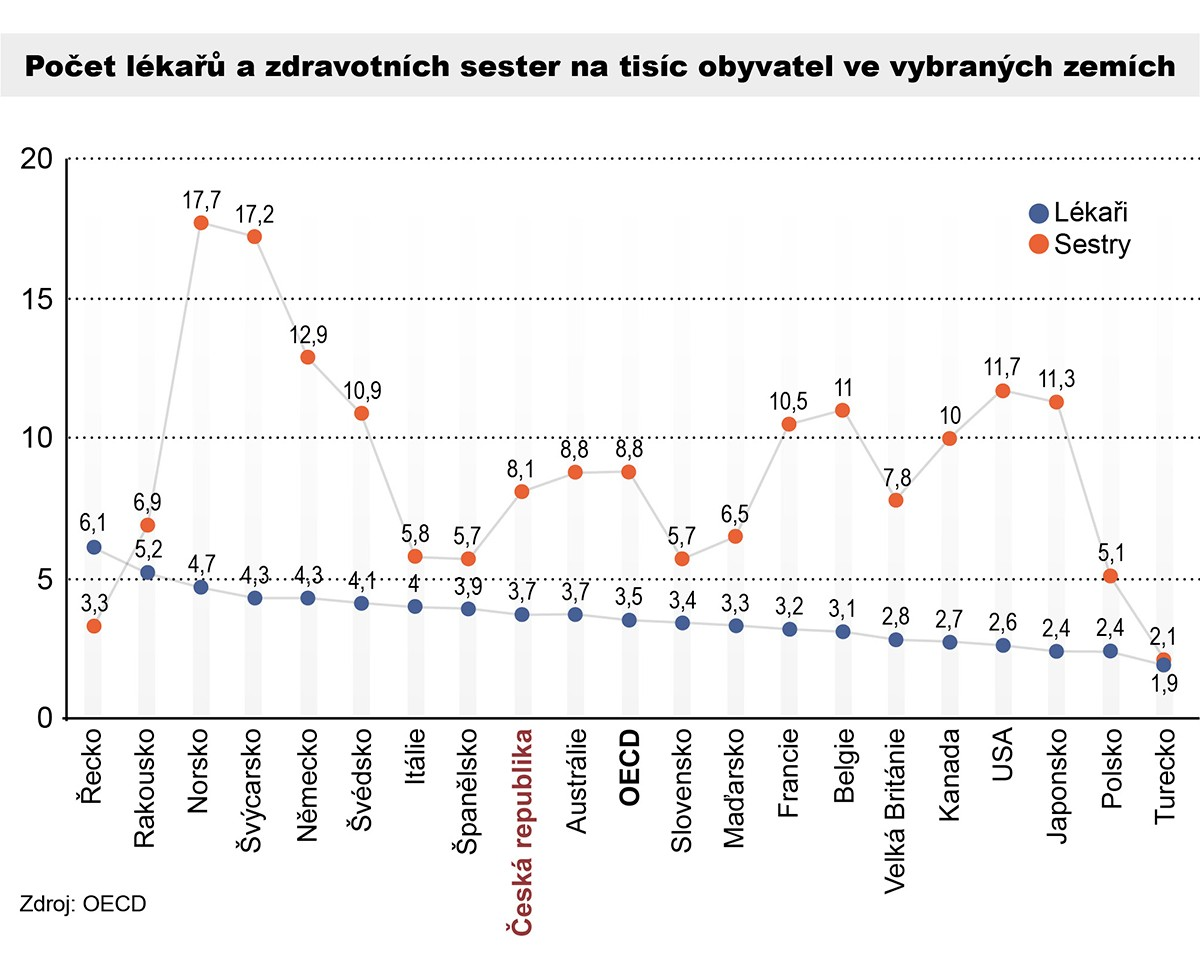 Počet lékařů a zdravotních sester na tisíc obyvatel ve vybraných zemích
20
15
10
5
0
Lékaři
Sestry
17,7
17,2
12,9
10,9
11,7
11,3
10,5
11
10
8,1
8,8
8,8
7,8
6,9
6,1
5,8
5,7
5,7
6,5
5,1
5,2
4,7
4,3
4,3
4,1
4
3,9
3,7
3,7
3,5
3,4
3,3
3,2
3,1
2,8
2,7
2,6
2,4
2,4
2,1
3,3
1,9
Řecko
Rakousko
Norsko
Švýcarsko
Německo
Švédsko
Itálie
Španělsko
Česká republika
Austrálie
OECD
Slovensko
Maďarsko
Francie
Belgie
Velká Británie
Kanada
USA
Japonsko
Polsko
Turecko
Zdroj: OECD